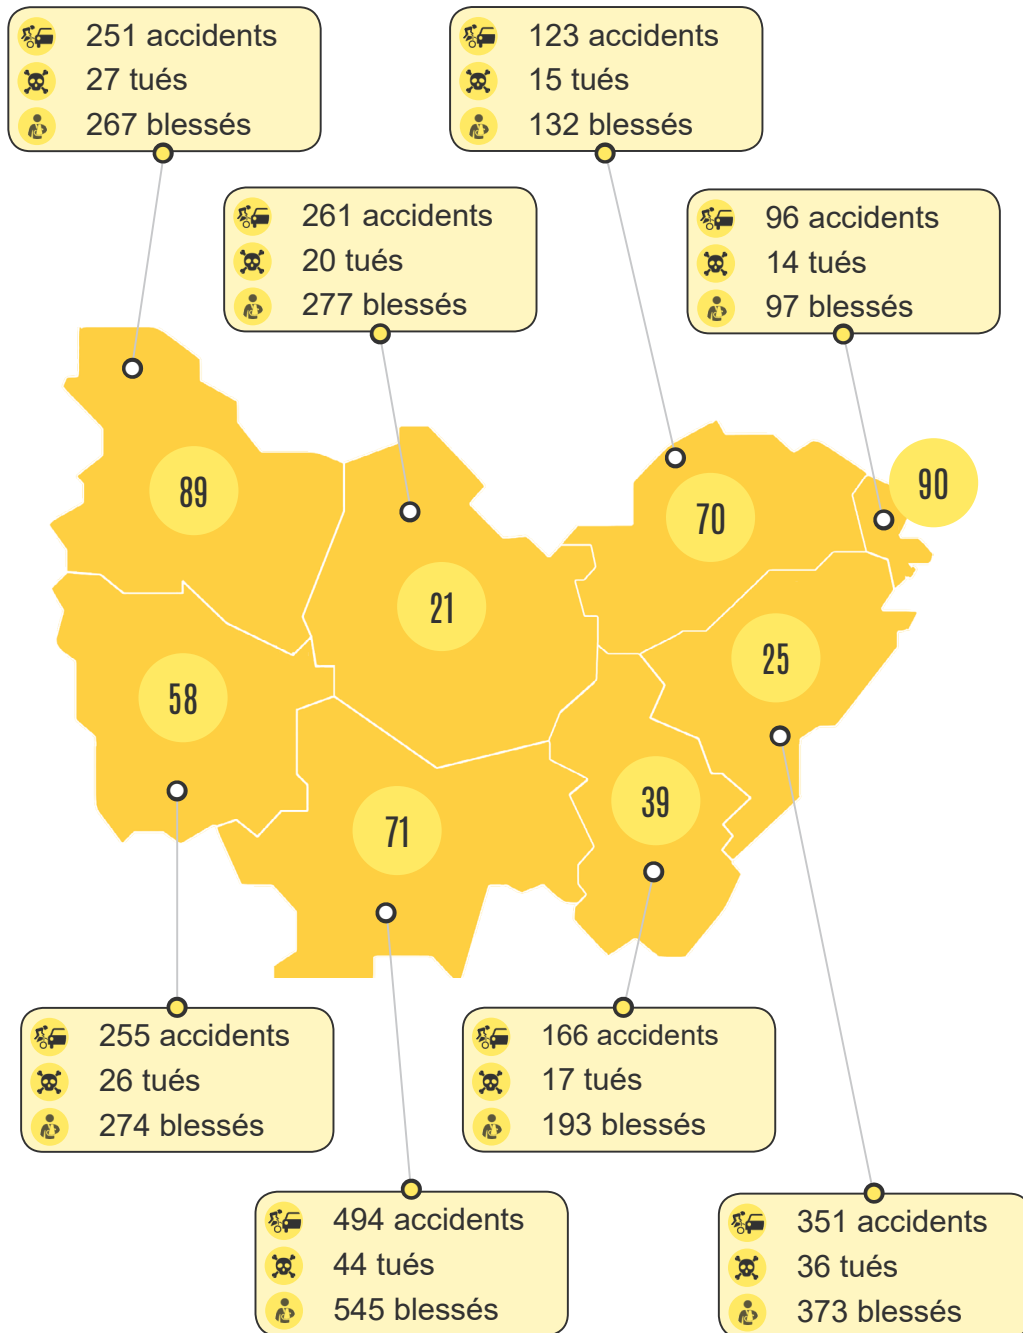 251 accidents
27 tués
267 blessés
123 accidents
15 tués
132 blessés
261 accidents
20 tués
277 blessés
96 accidents
14 tués
97 blessés
89
21
70
90
58
25
71
39
255 accidents
26 tués
274 blessés
166 accidents
17 tués
193 blessés
494 accidents
44 tués
545 blessés
351 accidents
36 tués
373 blessés